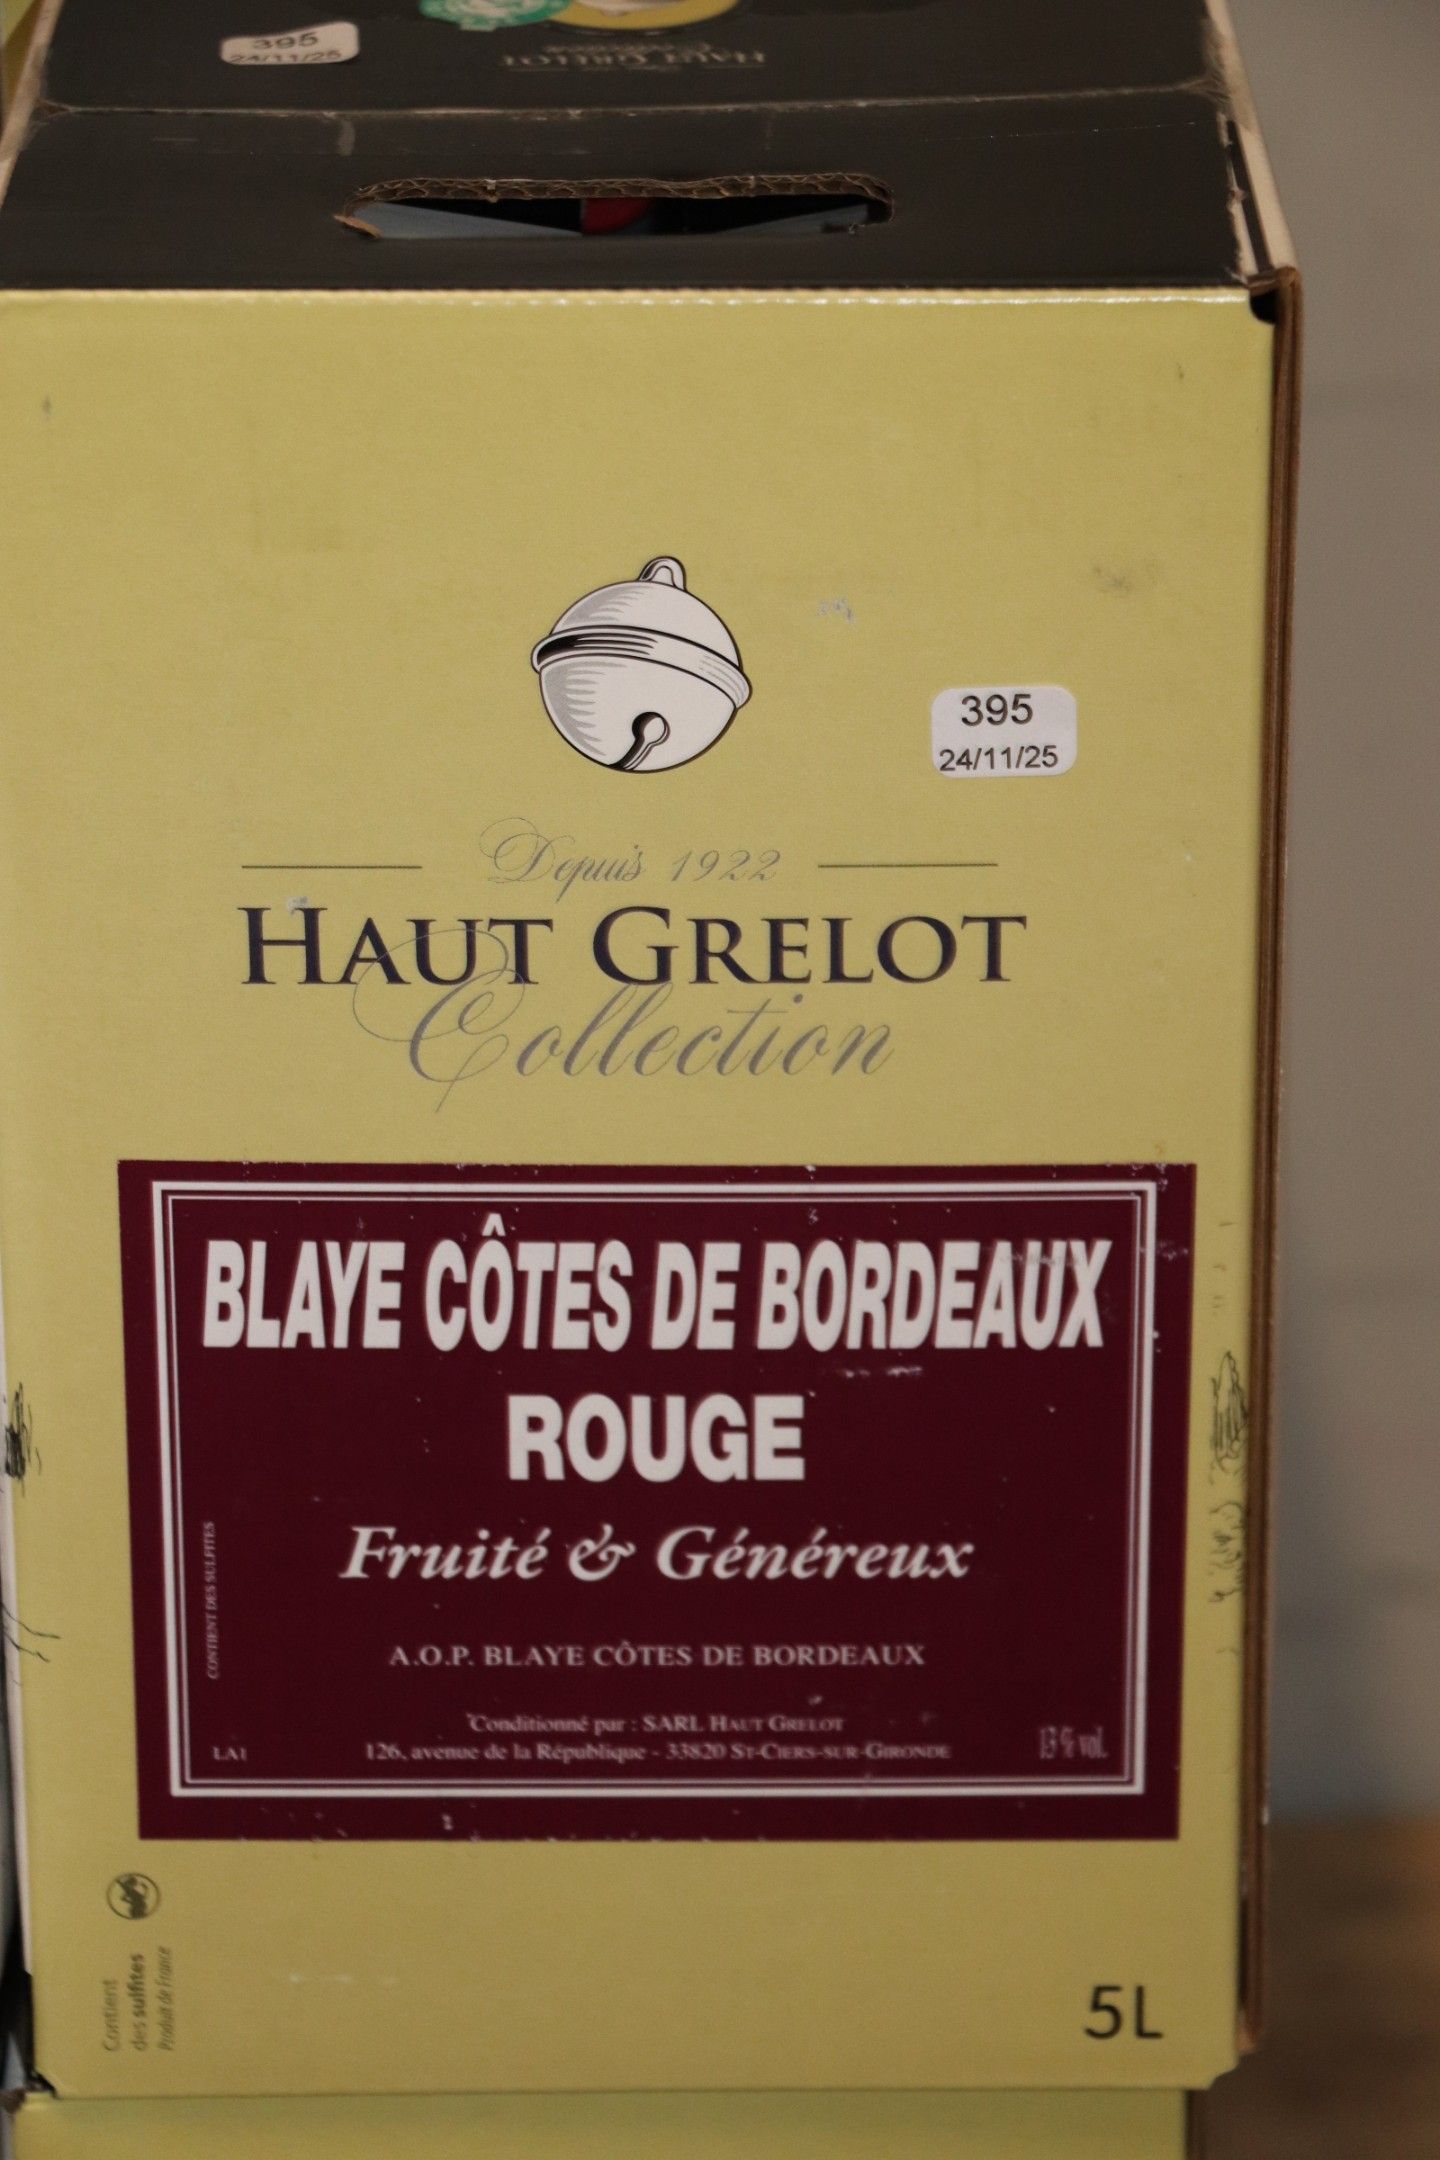 395
24/11/25
HAUT GRELOT
395
24/11/25
Depuis 1922
HAUT GRELOT
Collection
BLAYE CÔTES DE BORDEAUX
ROUGE
Fruité & Généreux
CONTIENT DES SULFITES
A.O.P. BLAYE CÔTES DE BORDEAUX
Conditionné par : SARL HAUT GRELOT
LA1 126, avenue de la République - 33820 ST-CIERS-SUR-GIRONDE 13 % vol.
Contient
des sulfites
Produit de France
5L